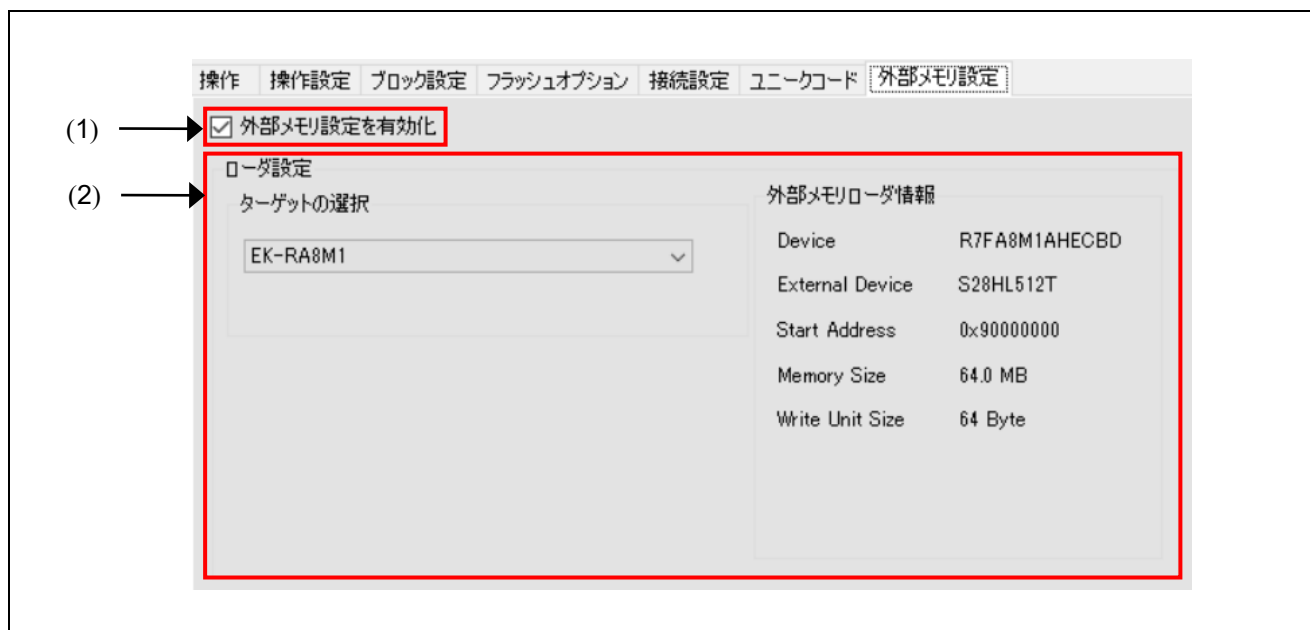 操作 操作設定 ブロック設定 フラッシュオプション 接続設定 ユニークコード 外部メモリ設定
(1) 外部メモリ設定を有効化
(2) ローダ設定
ターゲットの選択
EK-RA8M1
外部メモリローダ情報
Device R7FA8M1AHECBD
External Device S28HL512T
Start Address 0x90000000
Memory Size 64.0 MB
Write Unit Size 64 Byte